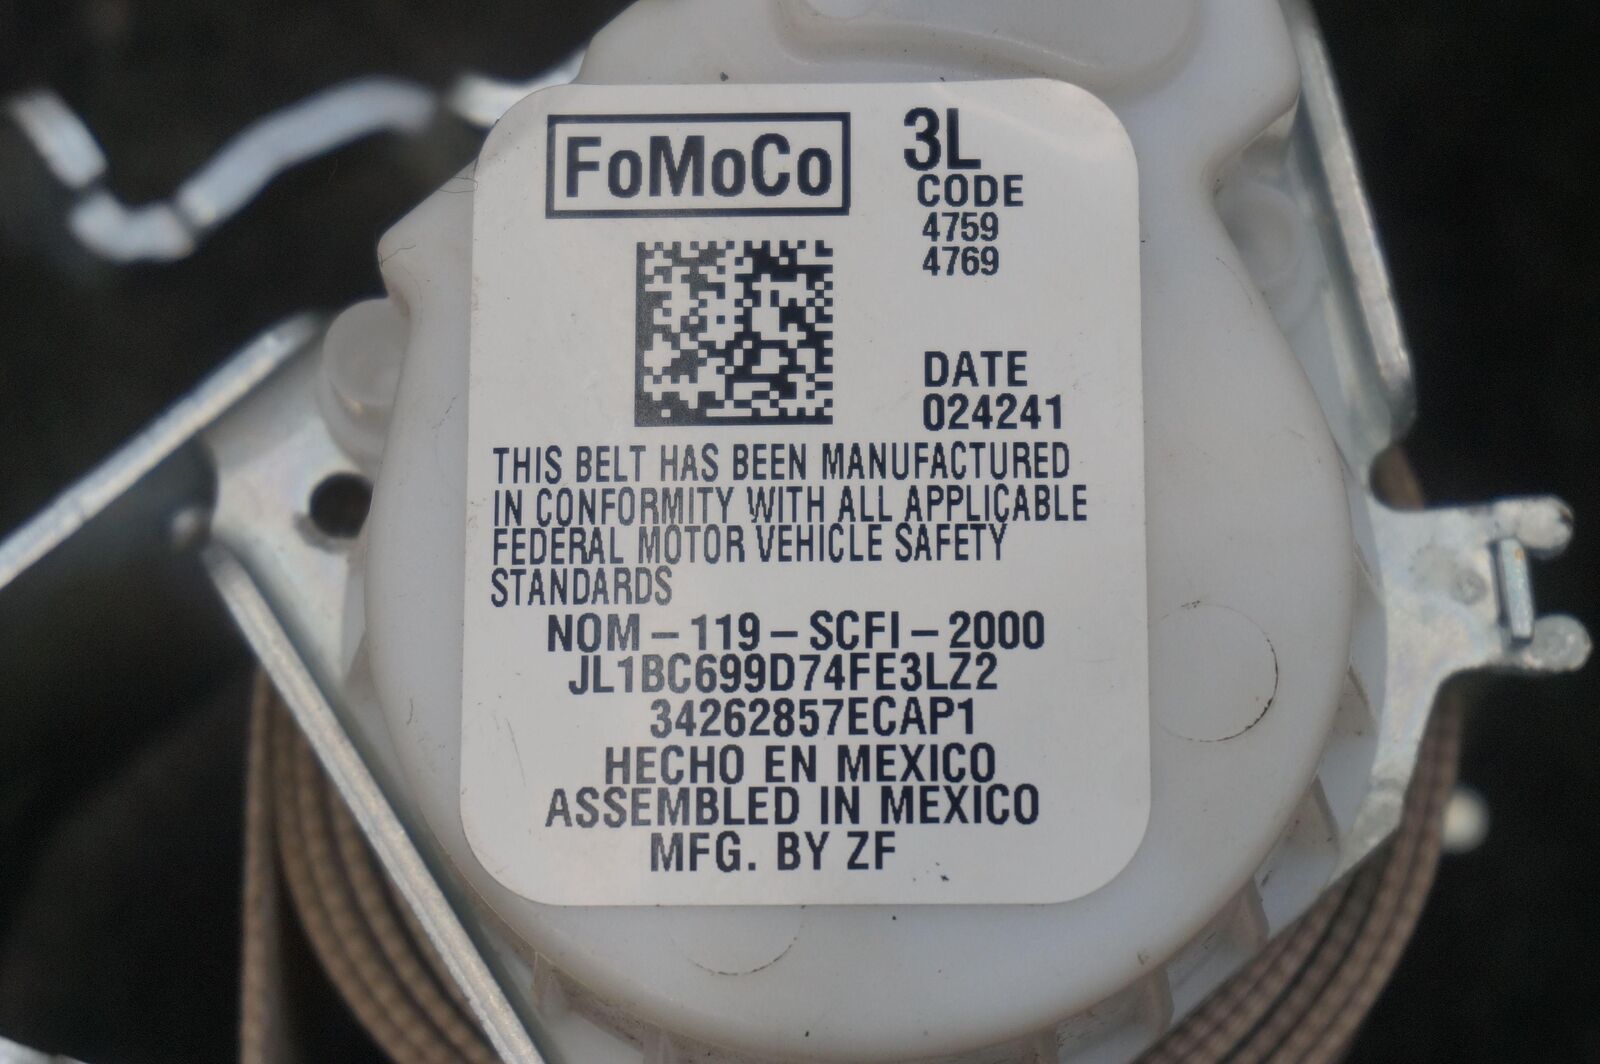 FoMoCo
3L
CODE
4759
4769
DATE
024241
THIS BELT HAS BEEN MANUFACTURED
IN CONFORMITY WITH ALL APPLICABLE
FEDERAL MOTOR VEHICLE SAFETY
STANDARDS
NOM-119-SCFI-2000
JL1BC699D74FE3LZ2
34262857ECAP1
HECHO EN MEXICO
ASSEMBLED IN MEXICO
MFG. BY ZF